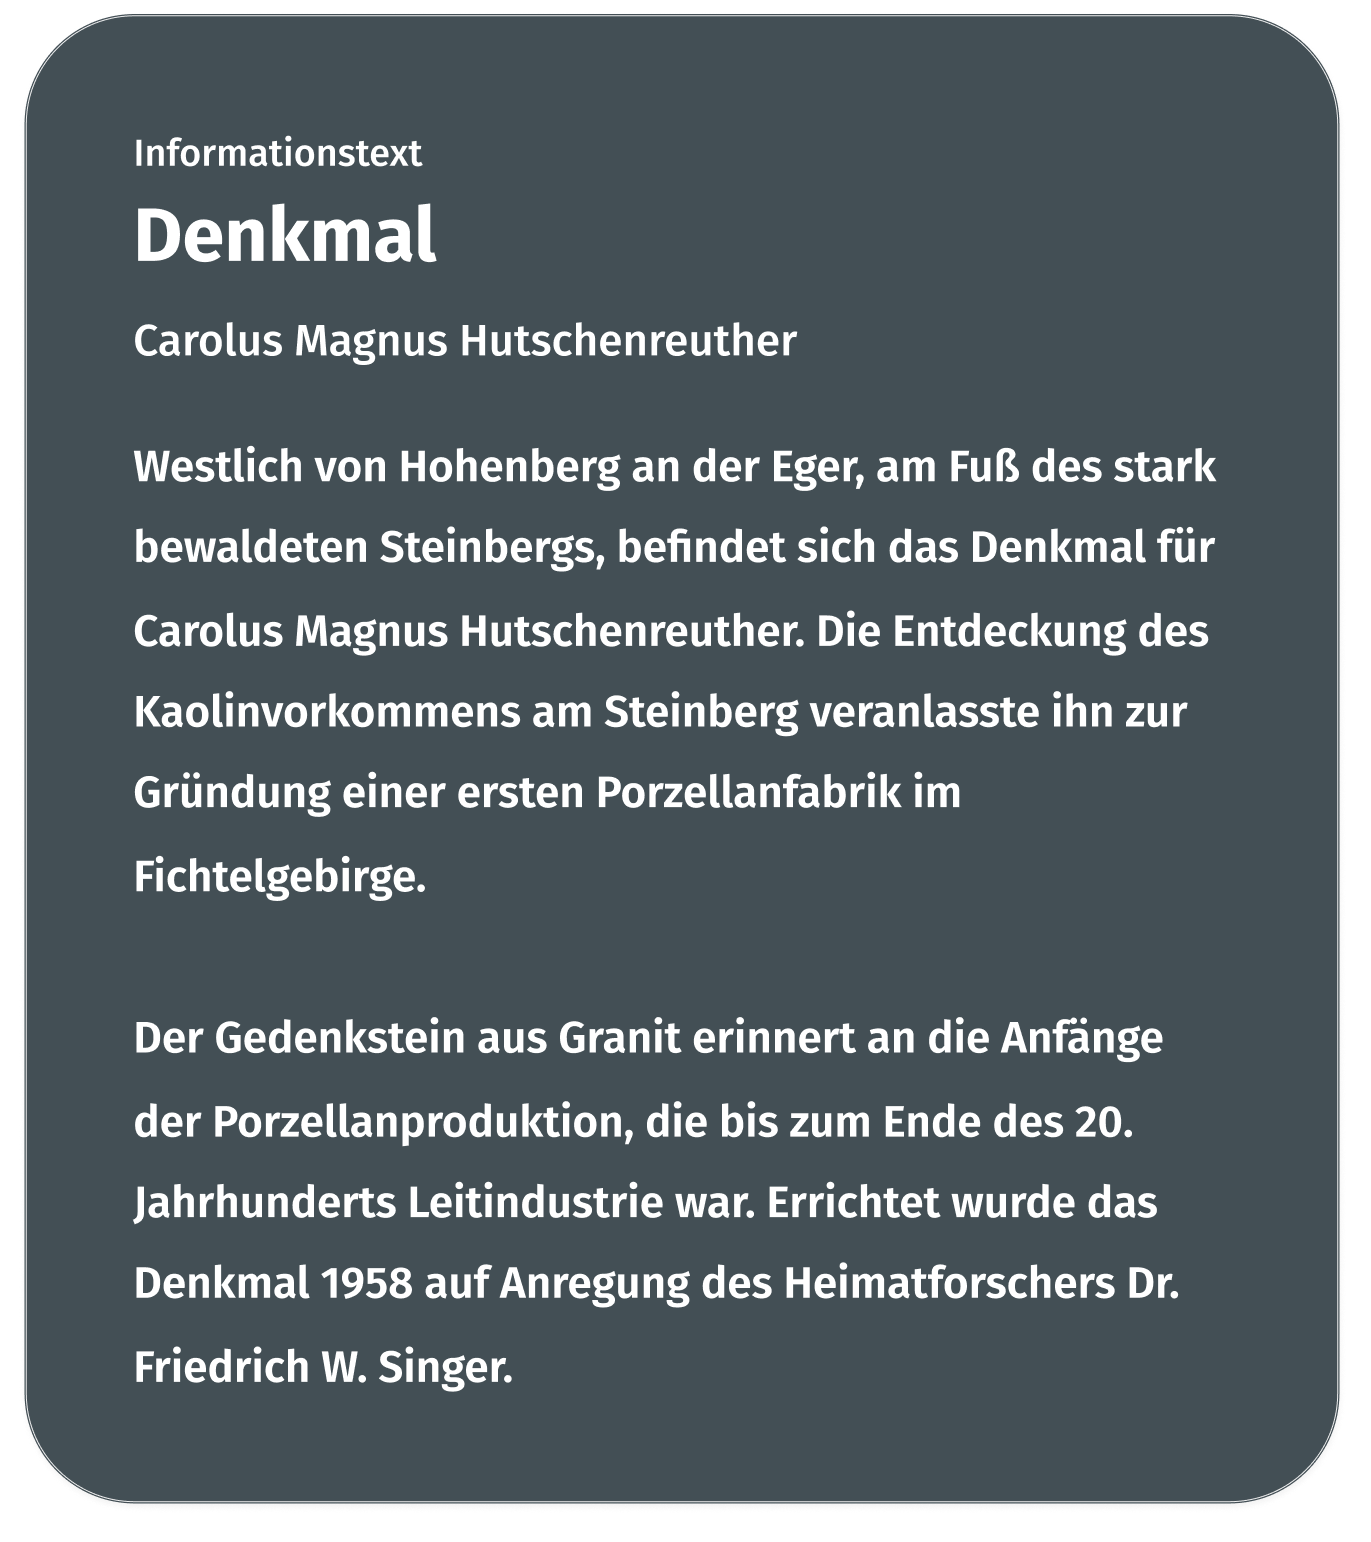 Informationstext
Denkmal
Carolus Magnus Hutschenreuther
Westlich von Hohenberg an der Eger, am Fuß des stark
bewaldeten Steinbergs, befindet sich das Denkmal für
Carolus Magnus Hutschenreuther. Die Entdeckung des
Kaolinvorkommens am Steinberg veranlasste ihn zur
Gründung einer ersten Porzellanfabrik im
Fichtelgebirge.
Der Gedenkstein aus Granit erinnert an die Anfänge
der Porzellanproduktion, die bis zum Ende des 20.
Jahrhunderts Leitindustrie war. Errichtet wurde das
Denkmal 1958 auf Anregung des Heimatforschers Dr.
Friedrich W. Singer.